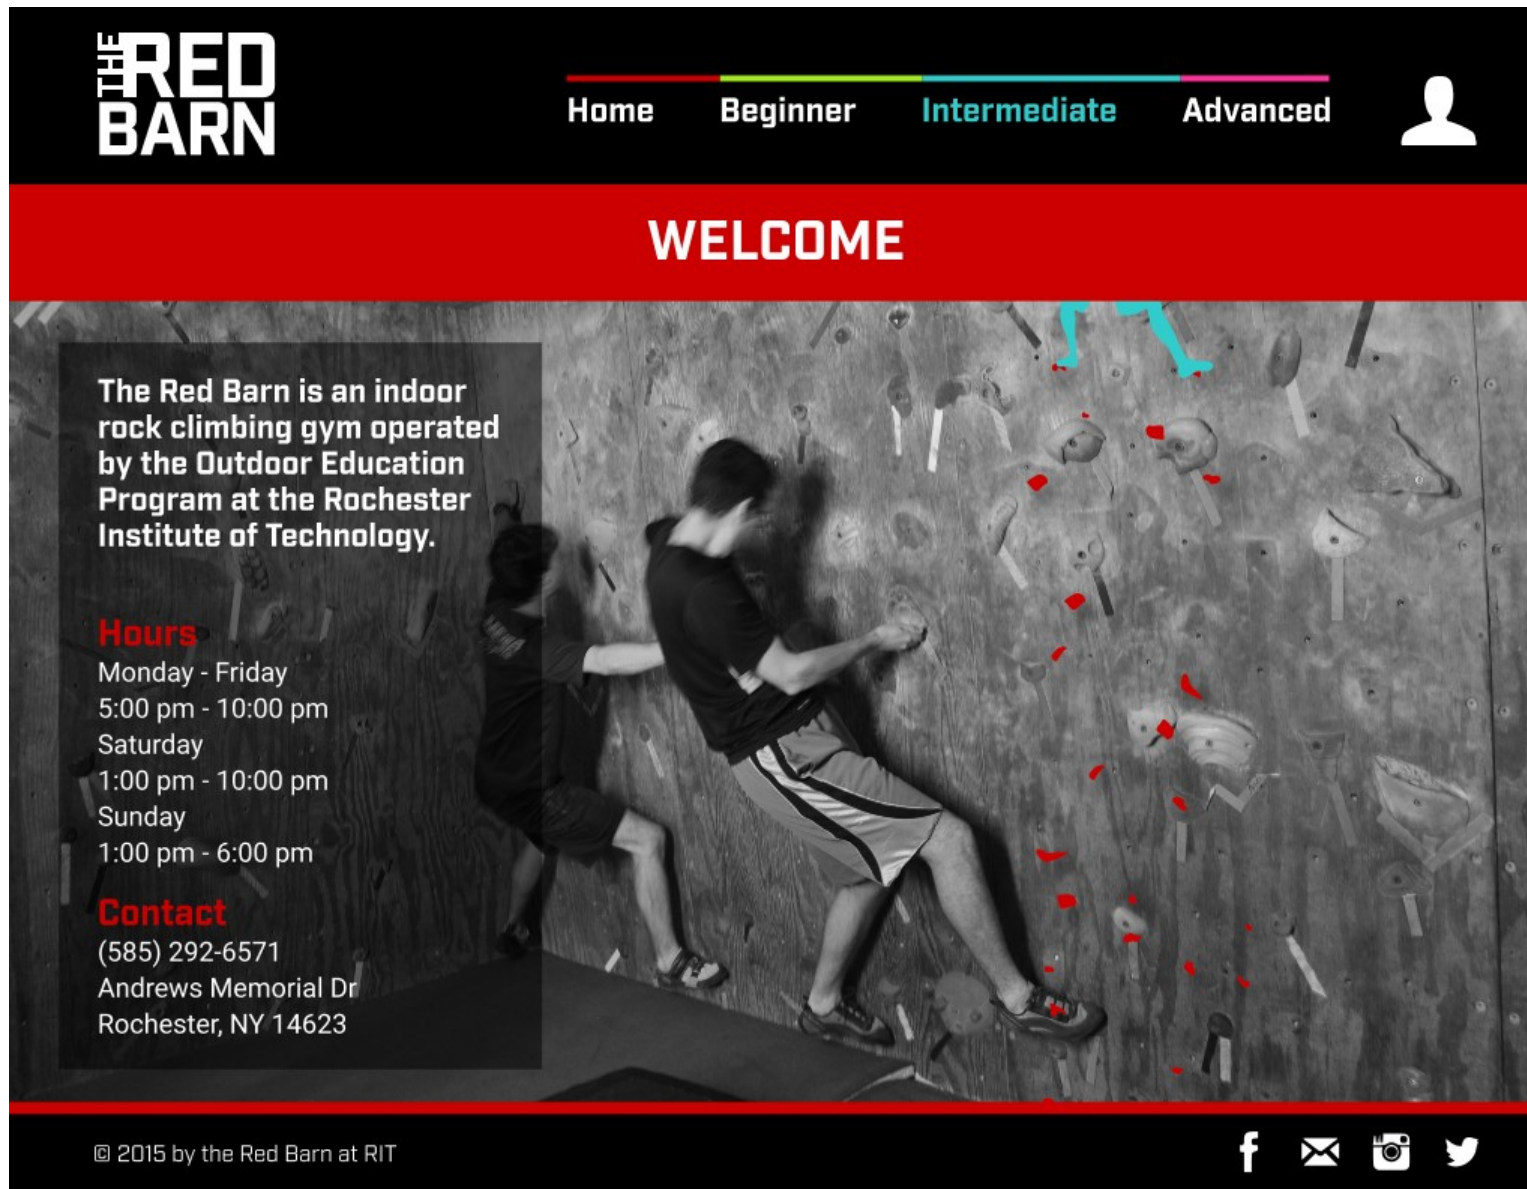 THE RED
BARN
Home Beginner Intermediate Advanced
WELCOME
The Red Barn is an indoor
rock climbing gym operated
by the Outdoor Education
Program at the Rochester
Institute of Technology.
Hours
Monday - Friday
5:00 pm - 10:00 pm
Saturday
1:00 pm - 10:00 pm
Sunday
1:00 pm - 6:00 pm
Contact
(585) 292-6571
Andrews Memorial Dr
Rochester, NY 14623
© 2015 by the Red Barn at RIT